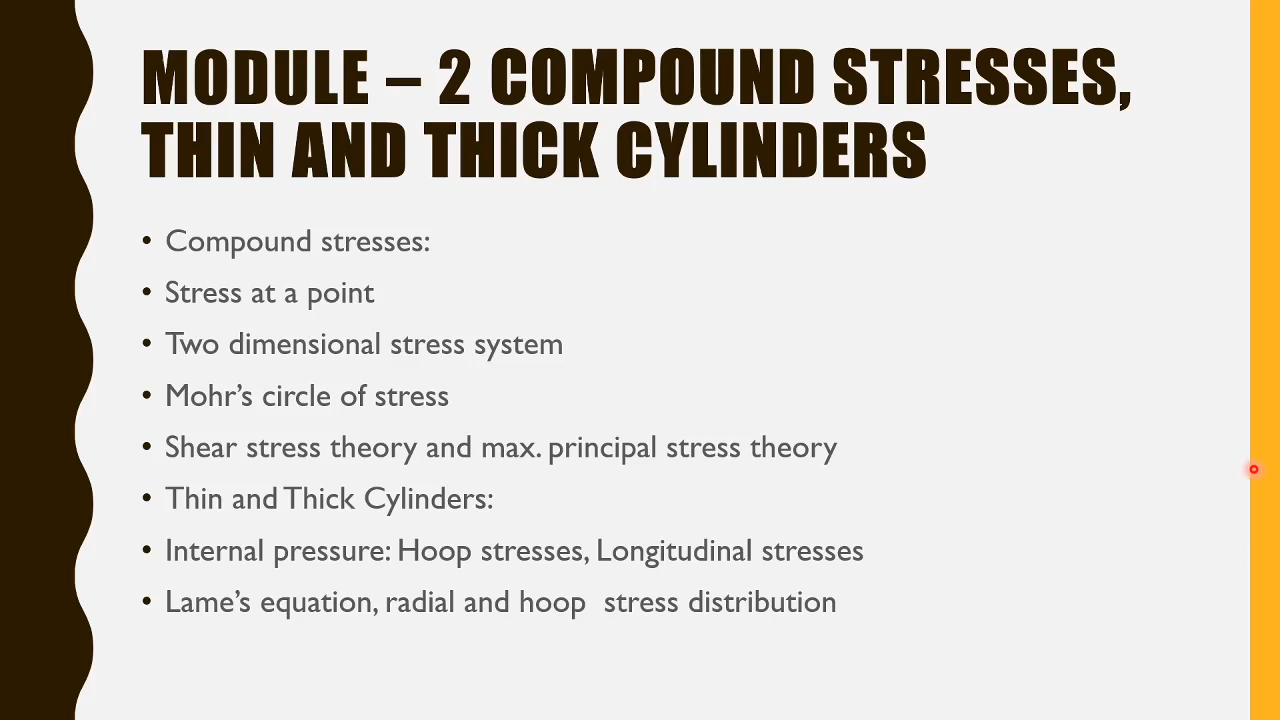 MODULE – 2 COMPOUND STRESSES,
THIN AND THICK CYLINDERS
• Compound stresses:
• Stress at a point
• Two dimensional stress system
• Mohr’s circle of stress
• Shear stress theory and max. principal stress theory
• Thin and Thick Cylinders:
• Internal pressure: Hoop stresses, Longitudinal stresses
• Lame’s equation, radial and hoop  stress distribution